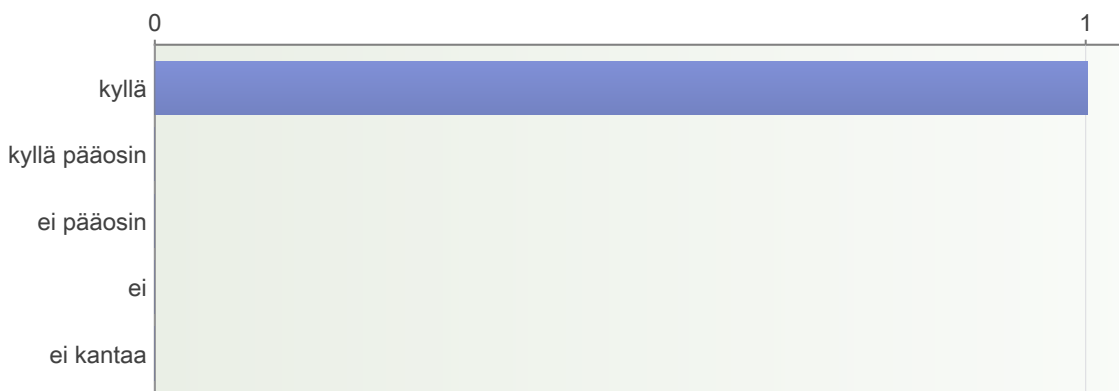 0 1
kyllä
kyllä pääosin
ei pääosin
ei
ei kantaa